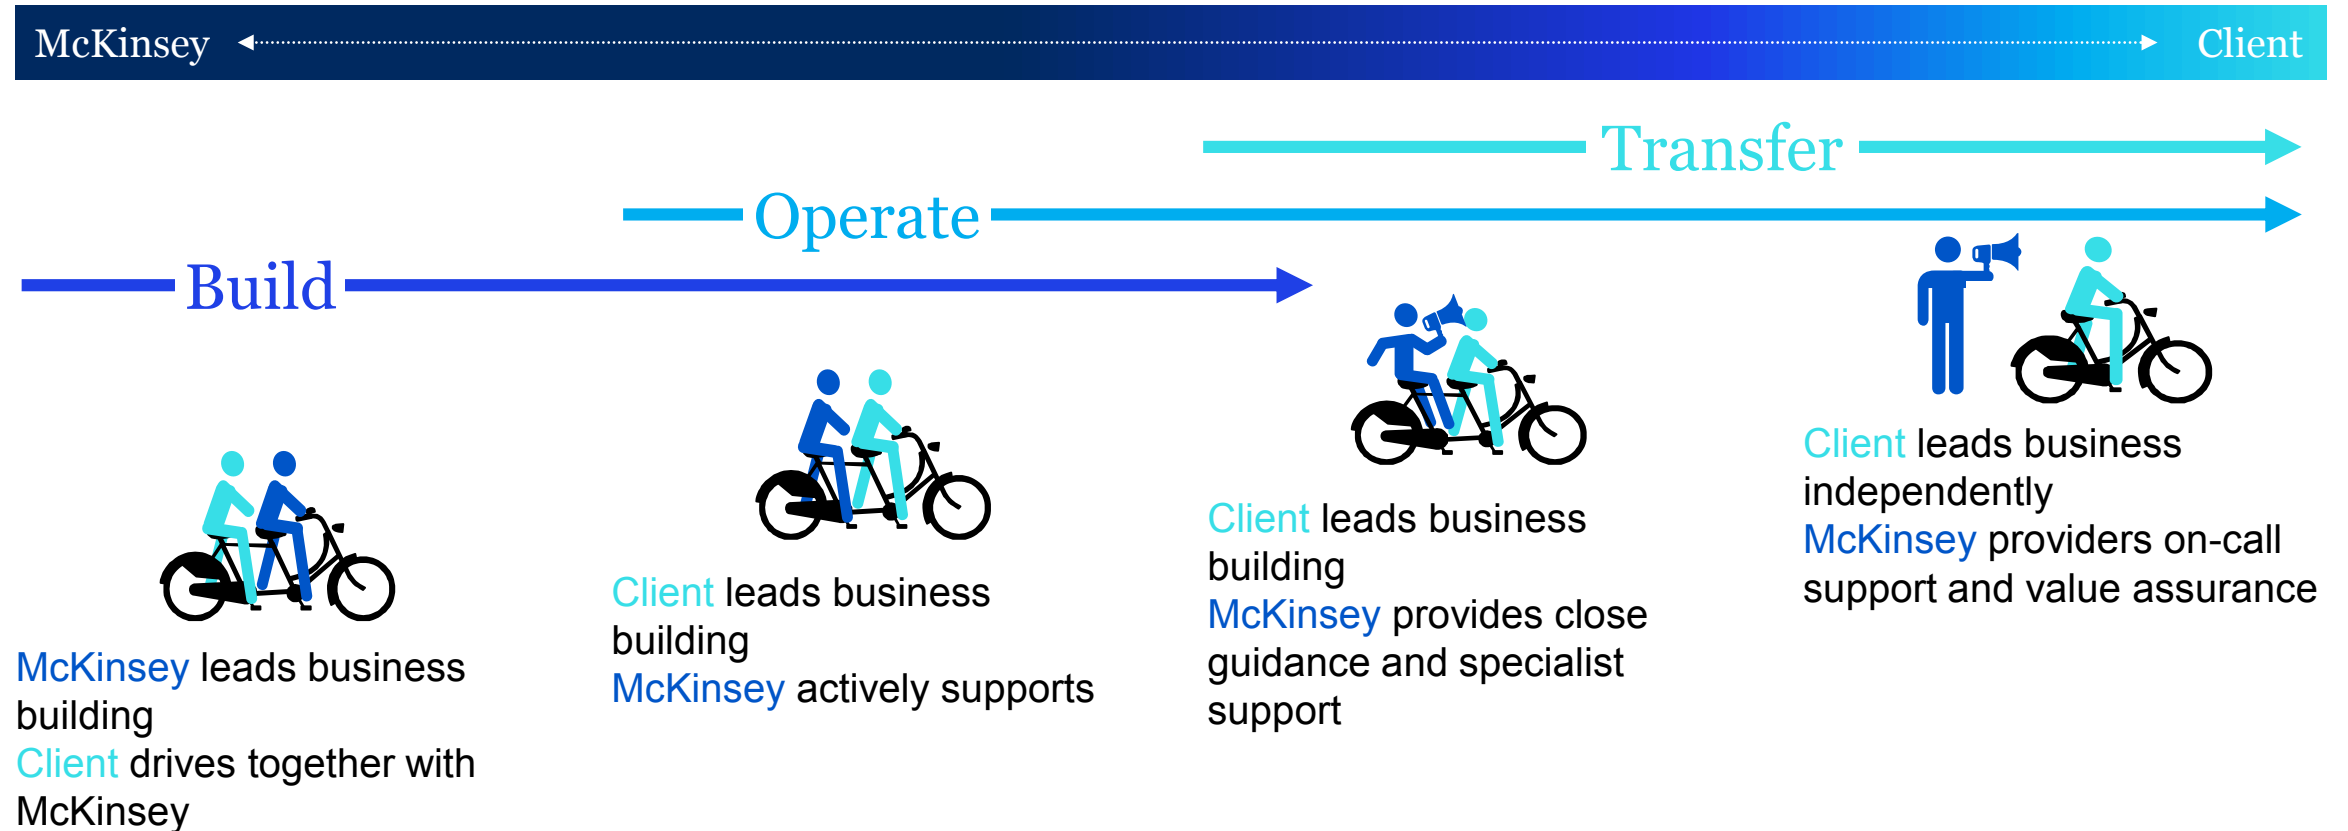 McKinsey
Client
Transfer
Operate
Build
McKinsey leads business
building
Client drives together with
McKinsey
Client leads business
building
McKinsey actively supports
Client leads business
building
McKinsey provides close
guidance and specialist
support
Client leads business
independently
McKinsey providers on-call
support and value assurance